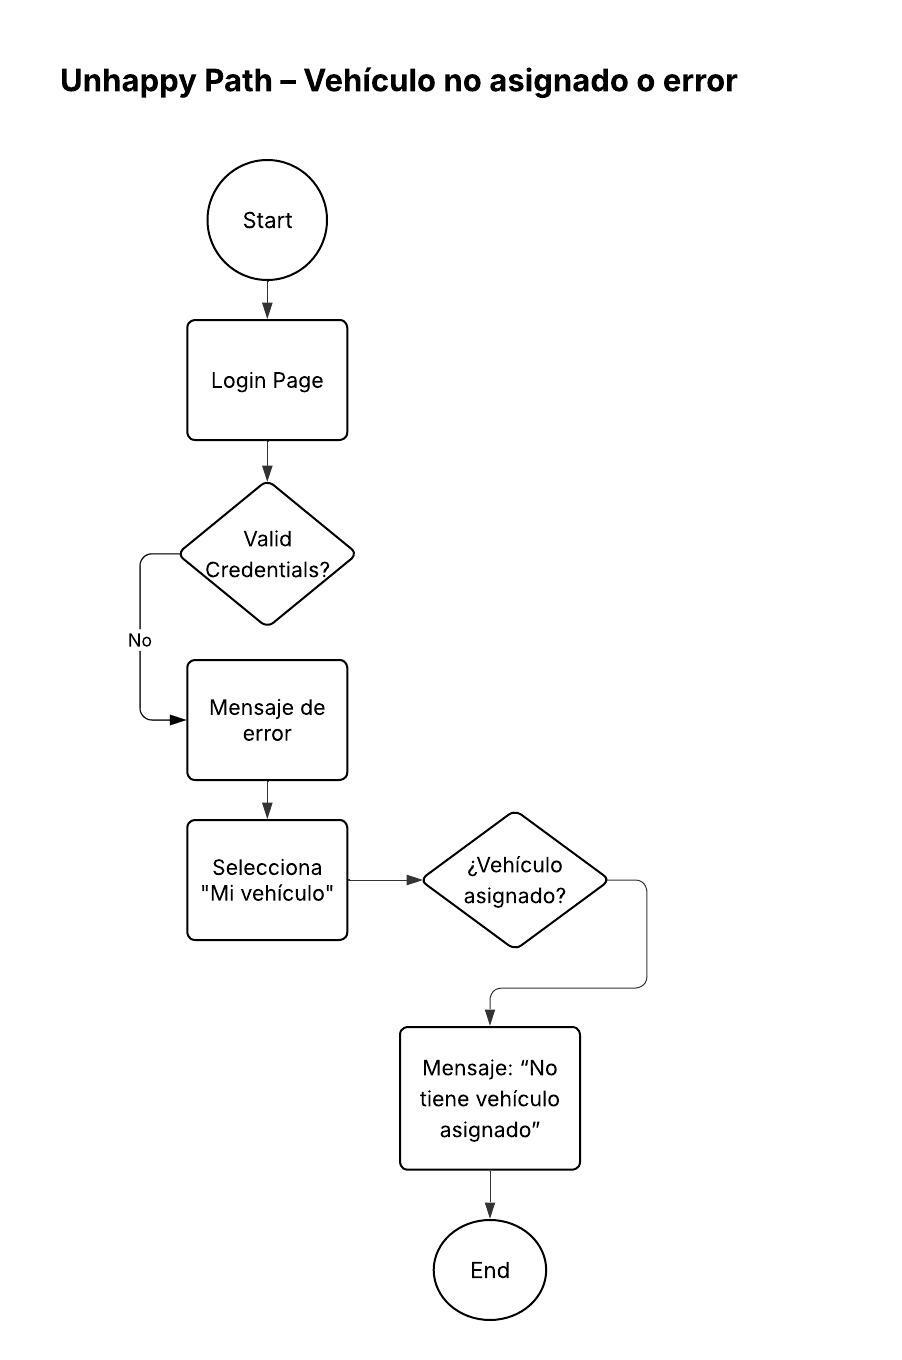 Unhappy Path – Vehículo no asignado o error
Start
Login Page
Valid
Credentials?
No
Mensaje de
error
Selecciona
"Mi vehículo"
¿Vehículo
asignado?
Mensaje: “No
tiene vehículo
asignado”
End